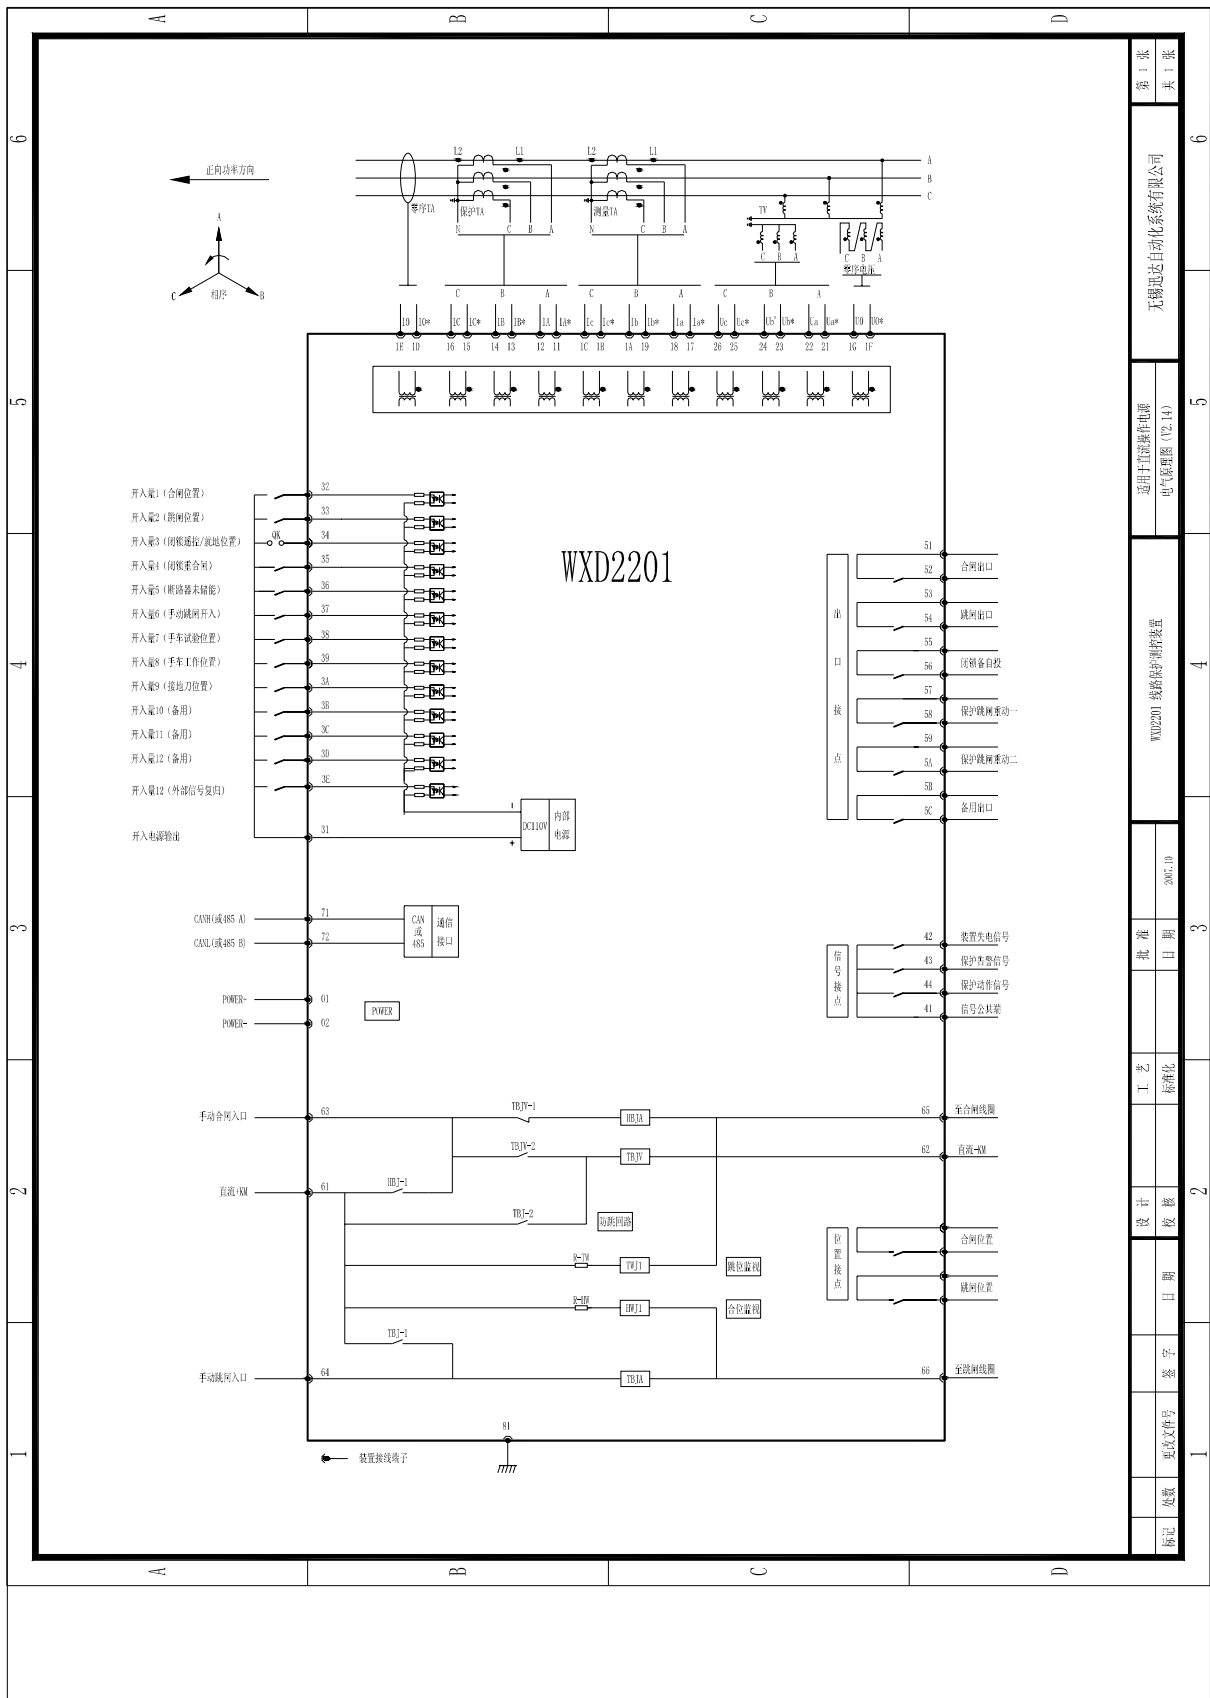 A
B
C
D
6
5
4
3
2
1
正向功率方向
A
C
相序
B
L2
L1
L2
L1
A
B
C
零序TA
保护TA
测量TA
TV
N
C
B
A
N
C
B
A
C
B
A
C
B
A
零序电压
C
B
A
C
B
A
C
B
A
I0
I0*
IC
IC*
IB
IB*
IA
IA*
Ic
Ic*
Ib
Ib*
Ia
Ia*
Uc
Uc*
Ub'
Ub*
Ua
Ua*
U0
U0*
1E
1D
16
15
14
13
12
11
1C
1B
1A
19
18
17
26
25
24
23
22
21
1G
1F
WXD2201
开入量1（合闸位置）
32
开入量2（跳闸位置）
33
开入量3（闭锁遥控/就地位置）
QK
34
开入量4（闭锁重合闸）
35
开入量5（断路器未储能）
36
开入量6（手动跳闸开入）
37
开入量7（手车试验位置）
38
开入量8（手车工作位置）
39
开入量9（接地刀位置）
3A
开入量10（备用）
3B
开入量11（备用）
3C
开入量12（备用）
3D
开入量12（外部信号复归）
3E
开入电源输出
31
-
+
DC110V
内部
电源
出
口
接
点
51
52
合闸出口
53
54
跳闸出口
55
56
闭锁备自投
57
58
保护跳闸重动一
59
5A
保护跳闸重动二
5B
5C
备用出口
CANH(或485 A)
71
CANL(或485 B)
72
CAN
或
485
通信
接口
POWER+
01
POWER-
02
POWER
信
号
接
点
42
装置失电信号
43
保护告警信号
44
保护动作信号
41
信号公共端
手动合闸入口
63
TBJV-1
HBJA
65
至合闸线圈
TBJV-2
TBJV
62
直流-KM
直流+KM
61
HBJ-1
TBJ-2
防跳回路
R-TW
TWJ1
跳位监视
R-HW
HWJ1
合位监视
TBJ-1
手动跳闸入口
64
TBJA
66
至跳闸线圈
位
置
接
点
合闸位置
跳闸位置
81
装置接线端子
第 1 张
共 1 张
无锡迅达自动化系统有限公司
适用于直流操作电源
电气原理图 (V2.14)
WXD2201 线路保护测控装置
批 准
日 期
2007.10
工 艺
标准化
设 计
校 核
日 期
签 字
更改文件号
处数
标记
6
5
4
3
2
1
A
B
C
D